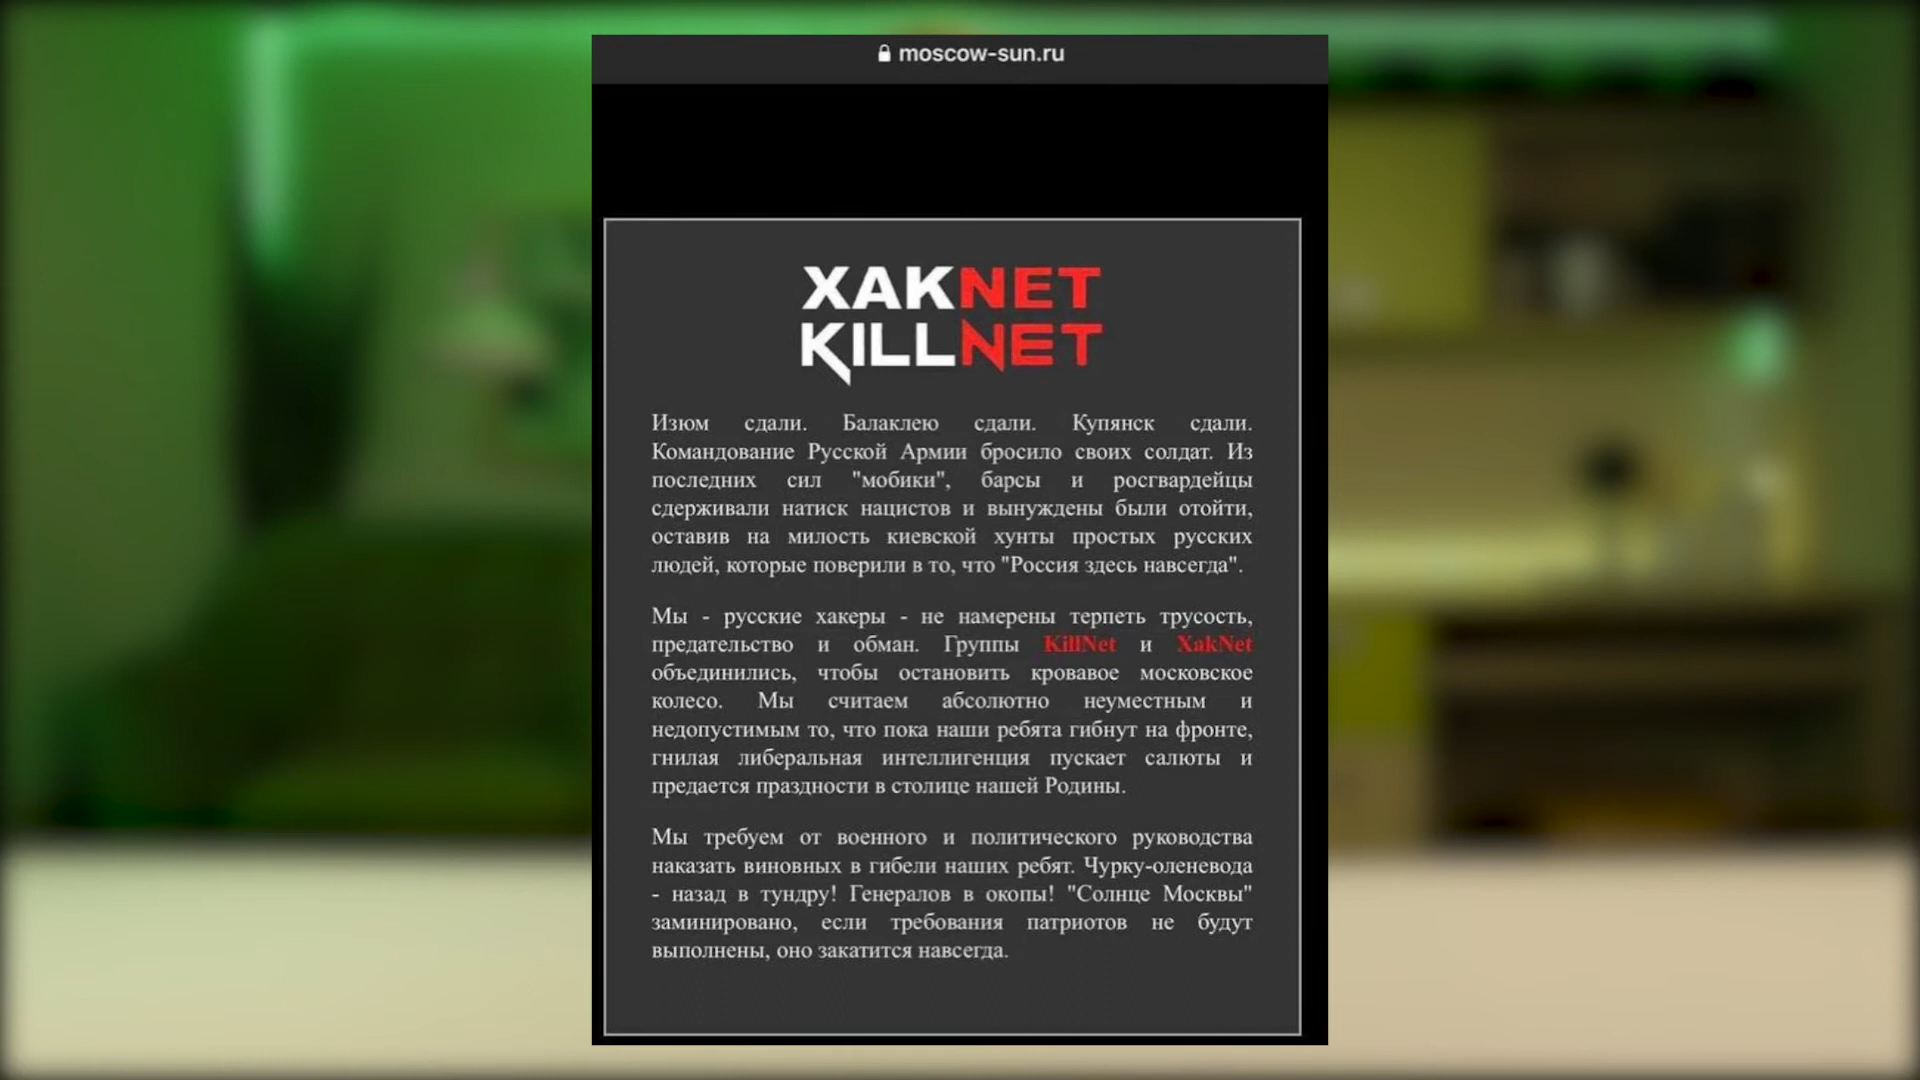 moscow-sun.ru
XAKNET
KILLNET
Изюм сдали. Балаклею сдали. Купянск сдали.
Командование Русской Армии бросило своих солдат. Из
последних сил "мобики", барсы и росгвардейцы
сдерживали натиск нацистов и вынуждены были отойти,
оставив на милость киевской хунты простых русских
людей, которые поверили в то, что "Россия здесь навсегда".
Мы - русские хакеры - не намерены терпеть трусость,
предательство и обман. Группы KillNet и XakNet
объединились, чтобы остановить кровавое московское
колесо. Мы считаем абсолютно неуместным и
недопустимым то, что пока наши ребята гибнут на фронте,
гнилая либеральная интеллигенция пускает салюты и
предается праздности в столице нашей Родины.
Мы требуем от военного и политического руководства
наказать виновных в гибели наших ребят. Чурку-оленевода
- назад в тундру! Генералов в окопы! "Солнце Москвы"
заминировано, если требования патриотов не будут
выполнены, оно закатится навсегда.